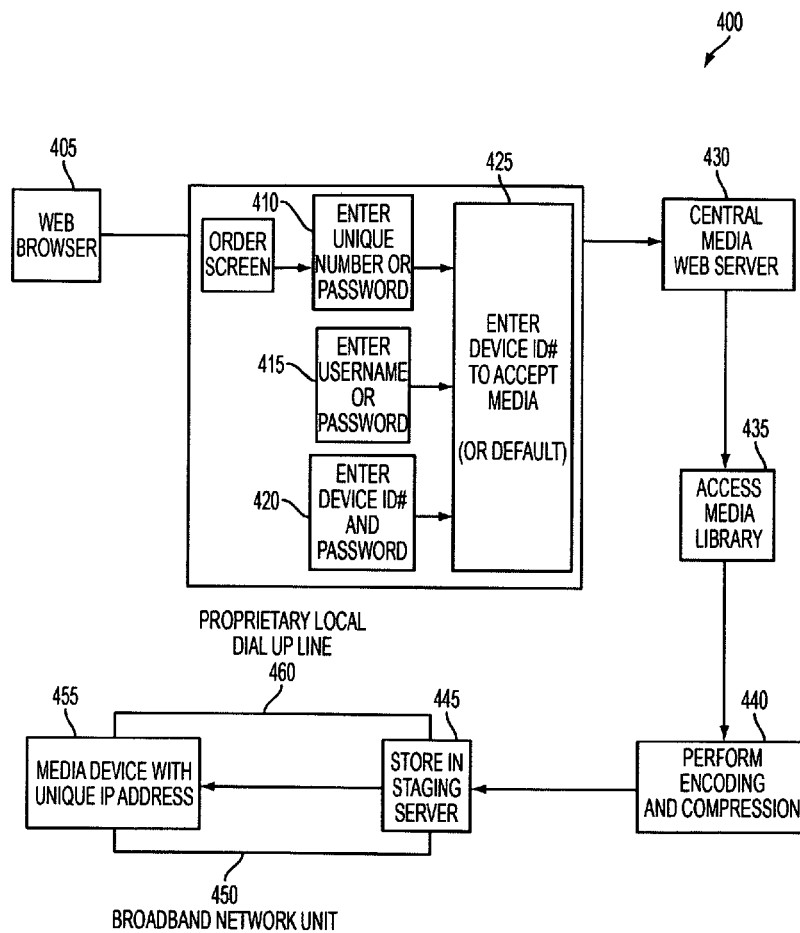 400
405
WEB
BROWSER
ORDER
SCREEN
410
ENTER
UNIQUE
NUMBER OR
PASSWORD
415
ENTER
USERNAME
OR
PASSWORD
420
ENTER
DEVICE ID#
AND
PASSWORD
425
ENTER
DEVICE ID#
TO ACCEPT
MEDIA
(OR DEFAULT)
430
CENTRAL
MEDIA
WEB SERVER
435
ACCESS
MEDIA
LIBRARY
440
PERFORM
ENCODING
AND COMPRESSION
445
STORE IN
STAGING
SERVER
PROPRIETARY LOCAL
DIAL UP LINE
460
455
MEDIA DEVICE WITH
UNIQUE IP ADDRESS
450
BROADBAND NETWORK UNIT